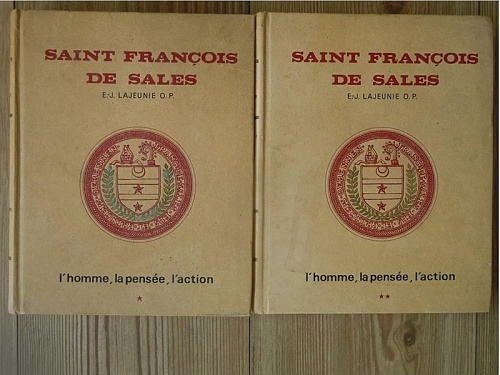 SAINT FRANÇOIS
DE SALES
E.-J. LAJEUNIE O.P.
l'homme, la pensée, l'action
*
SAINT FRANÇOIS
DE SALES
E.-J. LAJEUNIE O.P.
l'homme, la pensée, l'action
**